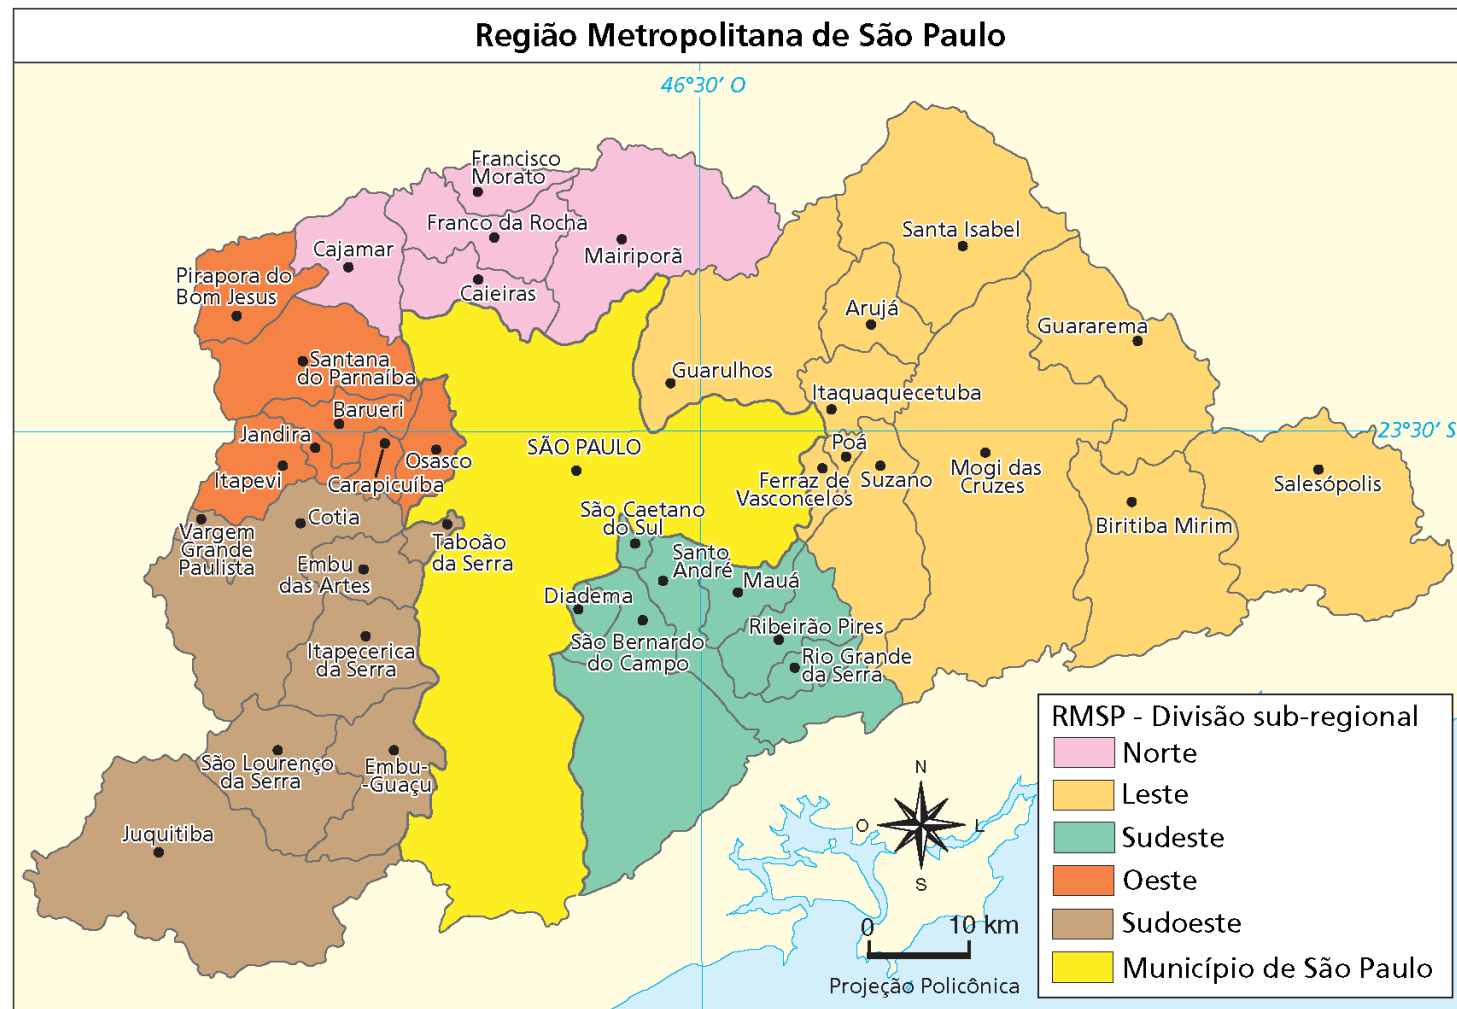 Região Metropolitana de São Paulo
46°30’ O
Francisco
Morato
Franco da Rocha
Santa Isabel
Cajamar
Mairiporã
Pirapora do
Bom Jesus
Caieiras
Arujá
Guararema
Santana
do Parnaíba
Guarulhos
Itaquaquecetuba
Barueri
23°30’ S
Jandira
SÃO PAULO
Poá
Osasco
Itapevi
Carapicuíba
Ferraz de
Vasconcelos
Suzano
Mogi das
Cruzes
Salesópolis
Biritiba Mirim
Cotia
São Caetano
do Sul
Vargem
Grande
Paulista
Taboão
da Serra
Embu
das Artes
Santo
André
Mauá
Diadema
Ribeirão Pires
São Bernardo
do Campo
Itapecerica
da Serra
Rio Grande
da Serra
São Lourenço
da Serra
Embu-
-Guaçu
Juquitiba
RMSP - Divisão sub-regional
Norte
Leste
Sudeste
Oeste
Sudoeste
Município de São Paulo
N
O
L
S
0
10 km
Projeção Policônica